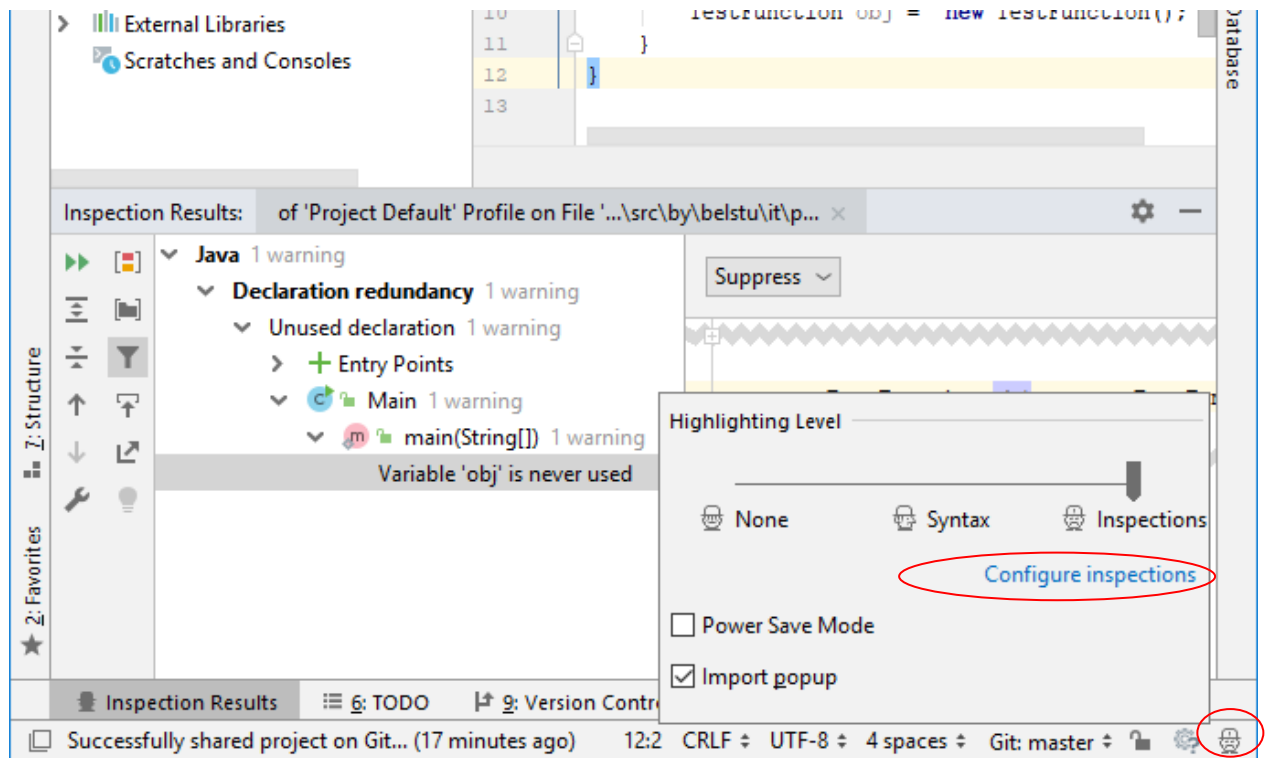 External Libraries
Scratches and Consoles
10
TestFunction obj = new TestFunction();
11
}
12
}
13
Database
Inspection Results:
of 'Project Default' Profile on File '...\src\by\belstu\it\p...
Java 1 warning
Declaration redundancy 1 warning
Unused declaration 1 warning
Entry Points
Main 1 warning
main(String[]) 1 warning
Variable 'obj' is never used
Suppress
Highlighting Level
None
Syntax
Inspections
Configure inspections
Power Save Mode
Import popup
7: Structure
2: Favorites
Inspection Results
6: TODO
9: Version Contro
Successfully shared project on Git... (17 minutes ago)
12:2
CRLF
UTF-8
4 spaces
Git: master